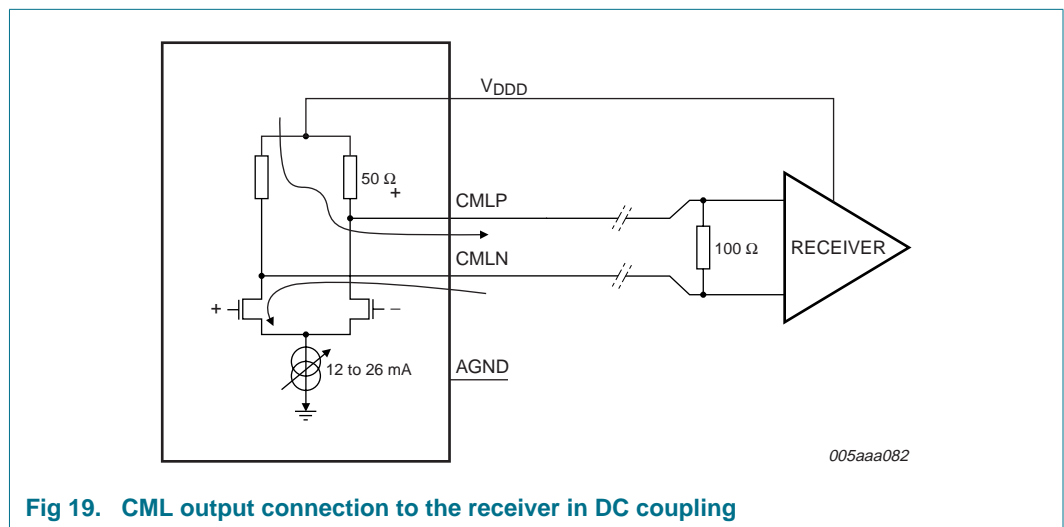 VDDD
50 Ω
+
CMLP
CMLN
100 Ω
RECEIVER
+
–
12 to 26 mA
AGND
005aaa082
Fig 19. CML output connection to the receiver in DC coupling